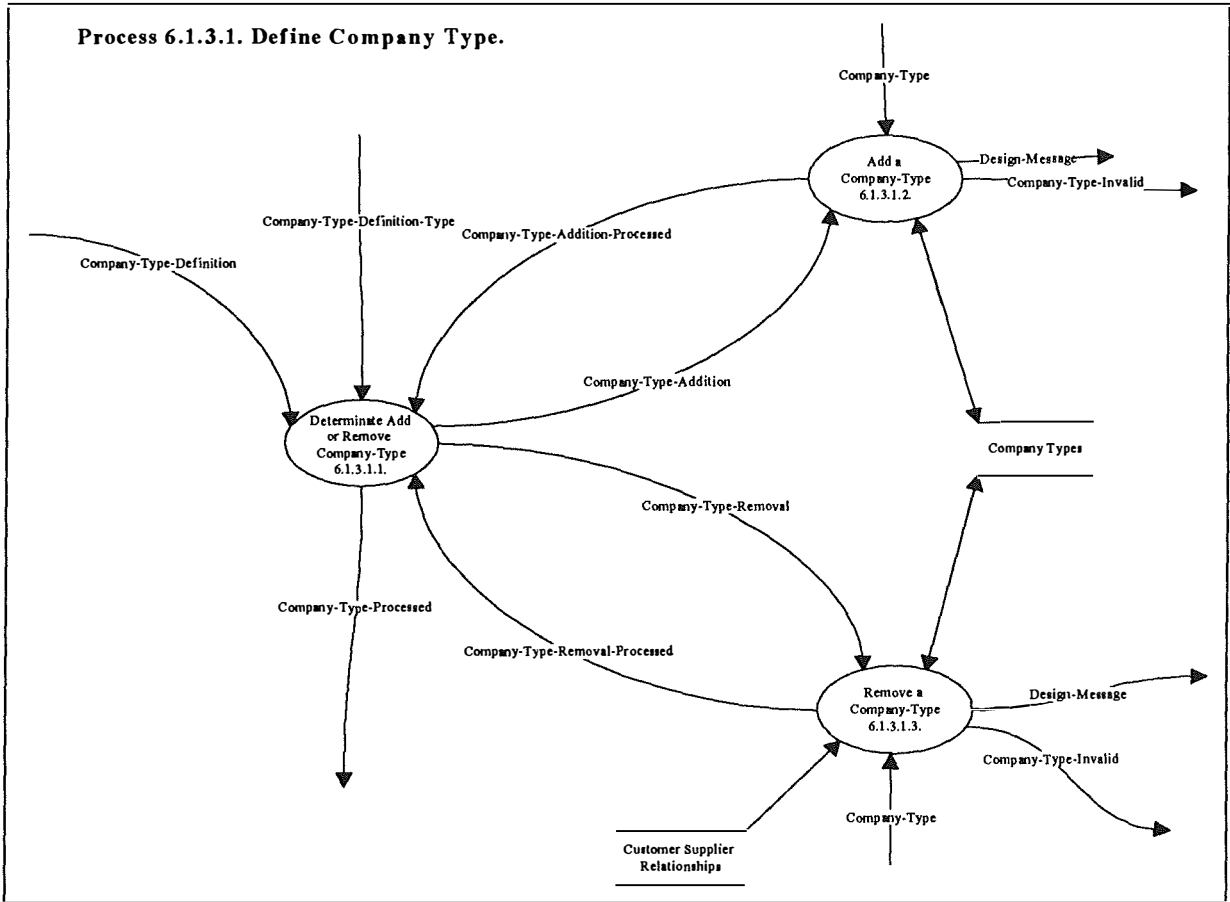 Process 6.1.3.1. Define Company Type.
Company-Type
Add a
Company-Type
6.1.3.1.2.
Design-Message
Company-Type-Invalid
Company-Type-Definition-Type
Company-Type-Addition-Processed
Company-Type-Definition
Company-Type-Addition
Determinate Add
or Remove
Company-Type
6.1.3.1.1.
Company Types
Company-Type-Removal
Company-Type-Processed
Company-Type-Removal-Processed
Remove a
Company-Type
6.1.3.1.3.
Design-Message
Company-Type-Invalid
Company-Type
Customer Supplier
Relationships